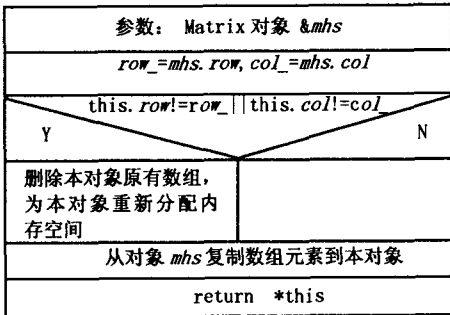 参数： Matrix 对象 &mhs
row_=mhs.row,col_=mhs.col
this.row!=row_||this.col!=col_
Y
N
删除本对象原有数组，
为本对象重新分配内
存空间
从对象 mhs 复制数组元素到本对象
return *this